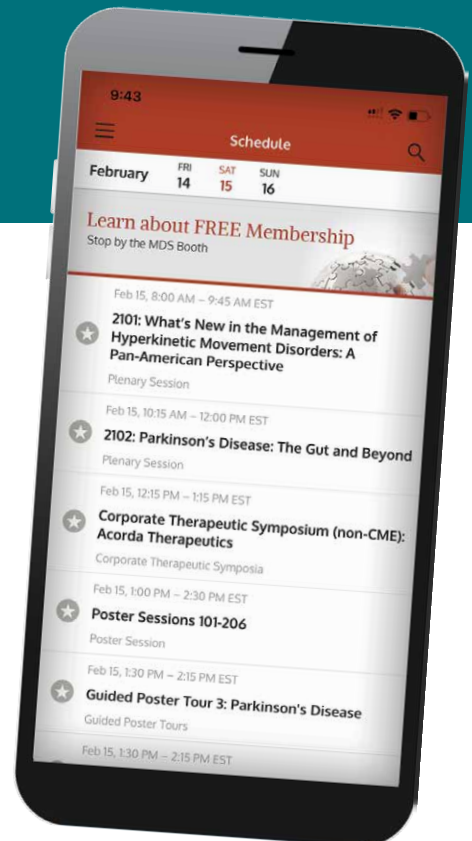 9:43
Schedule
February
FRI
14
SAT
15
SUN
16
Learn about FREE Membership
Stop by the MDS Booth
Feb 15, 8:00 AM – 9:45 AM EST
2101: What's New in the Management of
Hyperkinetic Movement Disorders: A
Pan-American Perspective
Plenary Session
Feb 15, 10:15 AM – 12:00 PM EST
2102: Parkinson's Disease: The Gut and Beyond
Plenary Session
Feb 15, 12:15 PM – 1:15 PM EST
Corporate Therapeutic Symposium (non-CME):
Acorda Therapeutics
Corporate Therapeutic Symposia
Feb 15, 1:00 PM – 2:30 PM EST
Poster Sessions 101-206
Poster Session
Feb 15, 1:30 PM – 2:15 PM EST
Guided Poster Tour 3: Parkinson's Disease
Guided Poster Tours
Feb 15, 1:30 PM – 2:15 PM EST